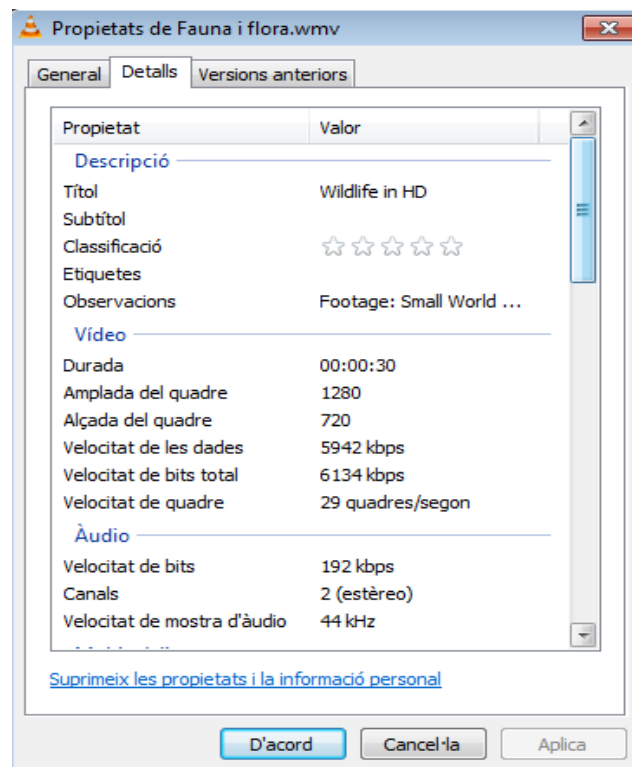 Propietats de Fauna i flora.wmv
General Detalls Versions anteriors
Propietat Valor
Descripció
Títol Wildlife in HD
Subtítol
Classificació
Etiquetes
Observacions Footage: Small World ...
Vídeo
Durada 00:00:30
Amplada del quadre 1280
Alçada del quadre 720
Velocitat de les dades 5942 kbps
Velocitat de bits total 6134 kbps
Velocitat de quadre 29 quadres/segon
Àudio
Velocitat de bits 192 kbps
Canals 2 (estèreo)
Velocitat de mostra d'àudio 44 kHz
Suprimeix les propietats i la informació personal
D'acord Cancel·la Aplica